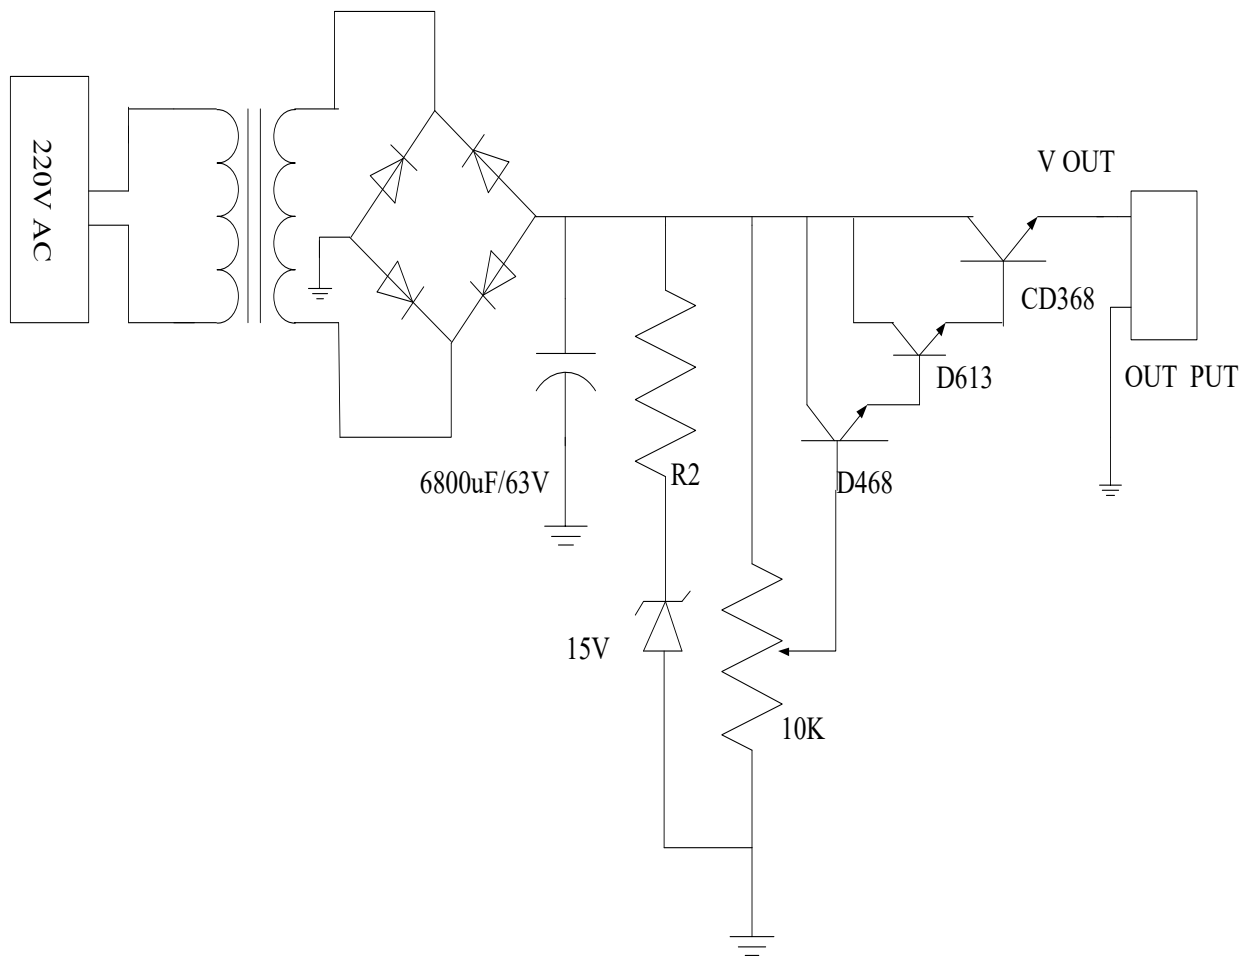 220V AC
V OUT
CD368
D613
OUT PUT
6800uF/63V
R2
D468
15V
10K